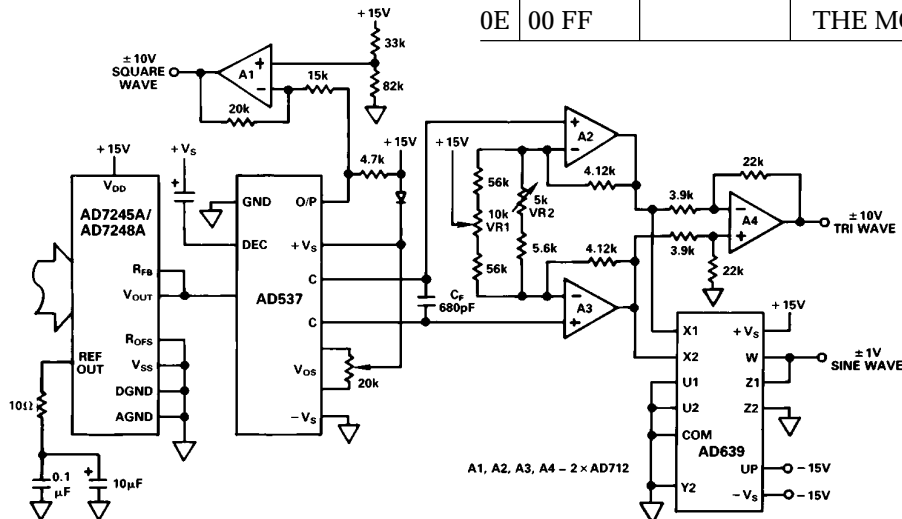 0E 00 FF THE MO
+15V
33k
82k
± 10V
SQUARE
WAVE
A1
+
–
15k
20k
+15V
VDD
AD7245A/
AD7248A
RFB
VOUT
ROFS
VSS
DGND
AGND
REF
OUT
10Ω
0.1
μF
+
10μF
+VS
+
GND
DEC
O/P
+VS
C
C
VOS
–VS
AD537
4.7k
+15V
CF
680pF
20k
+15V
56k
10k
VR1
56k
5k
VR2
5.6k
+
–
A2
4.12k
4.12k
–
+
A3
3.9k
3.9k
22k
–
+
A4
22k
± 10V
TRI WAVE
X1
X2
U1
U2
COM
Y2
+VS
W
Z1
Z2
AD639
UP
–VS
+15V
± 1V
SINE WAVE
–15V
–15V
A1, A2, A3, A4 – 2 × AD712